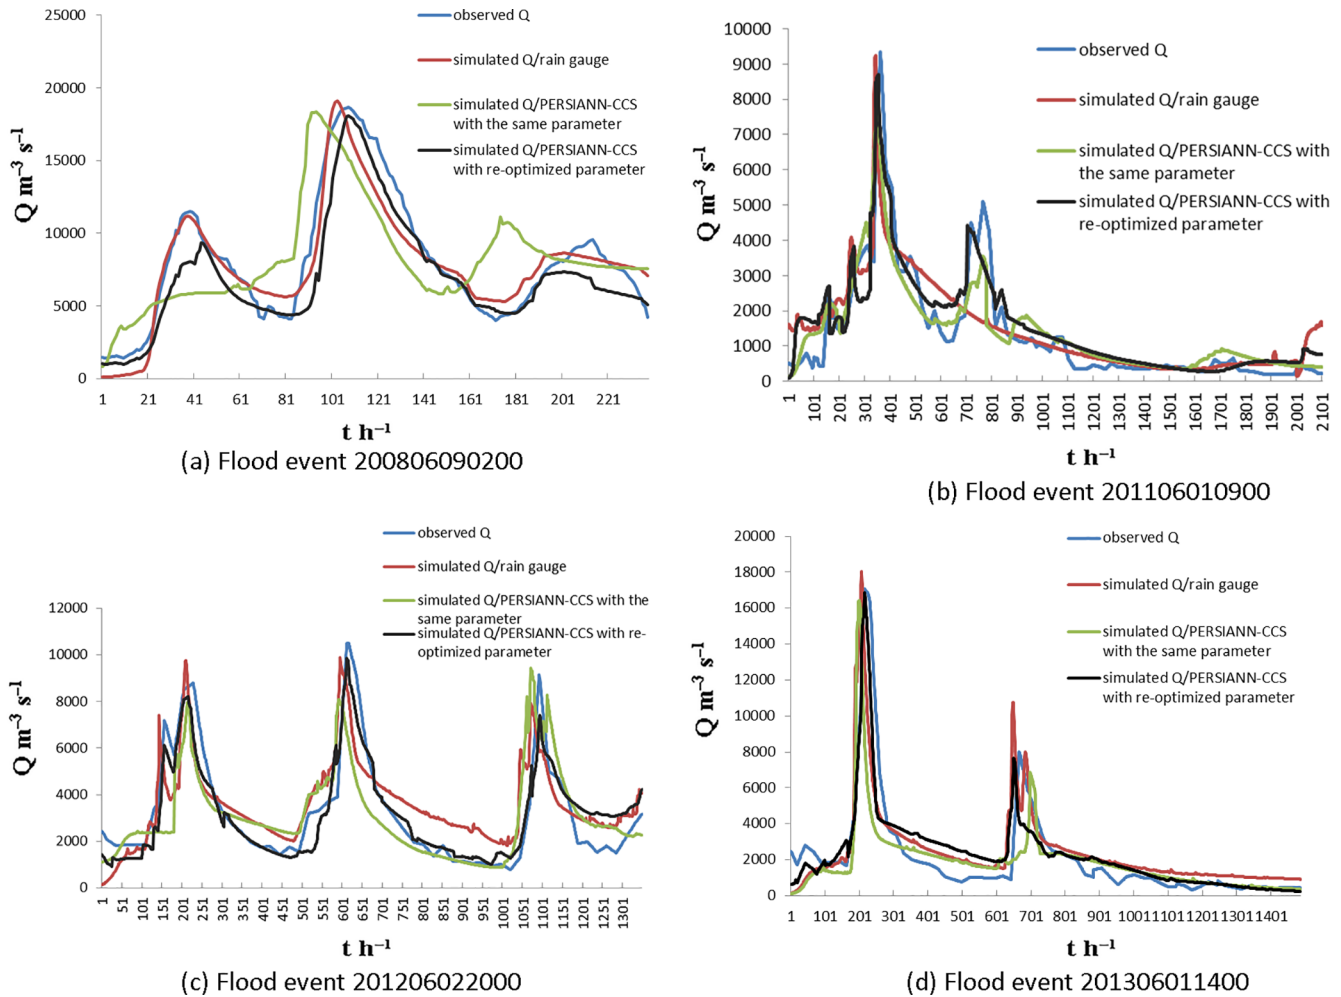 25000
20000
15000
10000
5000
0
Q m⁻³ s⁻¹
1 21 41 61 81 101 121 141 161 181 201 221
t h⁻¹
observed Q
simulated Q/rain gauge
simulated Q/PERSIANN-CCS
with the same parameter
simulated Q/PERSIANN-CCS
with re-optimized parameter
(a) Flood event 200806090200
10000
9000
8000
7000
6000
5000
4000
3000
2000
1000
0
Q m⁻³ s⁻¹
1 101 201 301 401 501 601 701 801 901 1001 1101 1201 1301 1401 1501 1601 1701 1801 1901 2001 2101
t h⁻¹
observed Q
simulated Q/rain gauge
simulated Q/PERSIANN-CCS with
the same parameter
simulated Q/PERSIANN-CCS with
re-optimized parameter
(b) Flood event 201106010900
observed Q
simulated Q/rain gauge
simulated Q/PERSIANN-CCS with the
same parameter
simulated Q/PERSIANN-CCS with re-
optimized parameter
12000
10000
8000
6000
4000
2000
0
Q m⁻³ s⁻¹
1 51 101 151 201 251 301 351 401 451 501 551 601 651 701 751 801 851 901 951 1001 1051 1101 1151 1201 1251 1301
t h⁻¹
(c) Flood event 201206022000
20000
18000
16000
14000
12000
10000
8000
6000
4000
2000
0
Q m⁻³ s⁻¹
1 101 201 301 401 501 601 701 801 901 1001 1101 1201 1301 1401
t h⁻¹
observed Q
simulated Q/rain gauge
simulated Q/PERSIANN-CCS
with the same parameter
simulated Q/PERSIANN-CCS
with re-optimized parameter
(d) Flood event 201306011400